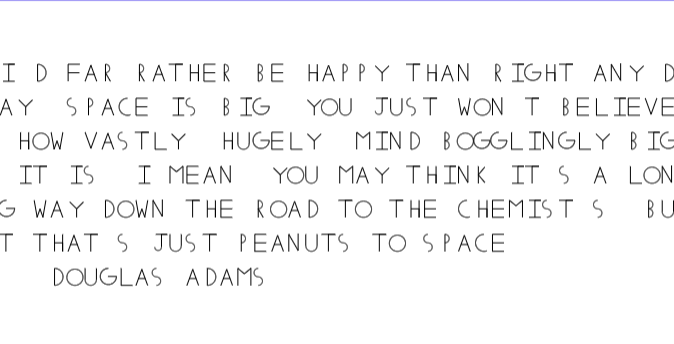 I D FAR RATHER BE HAPPY THAN RIGHT ANY D
AY SPACE IS BIG YOU JUST WON T BELIEVE
HOW VASTLY HUGELY MIND BOGGLINGLY BIG
IT IS I MEAN YOU MAY THINK IT S A LON
G WAY DOWN THE ROAD TO THE CHEMIST S BU
T THAT S JUST PEANUTS TO SPACE
DOUGLAS ADAMS